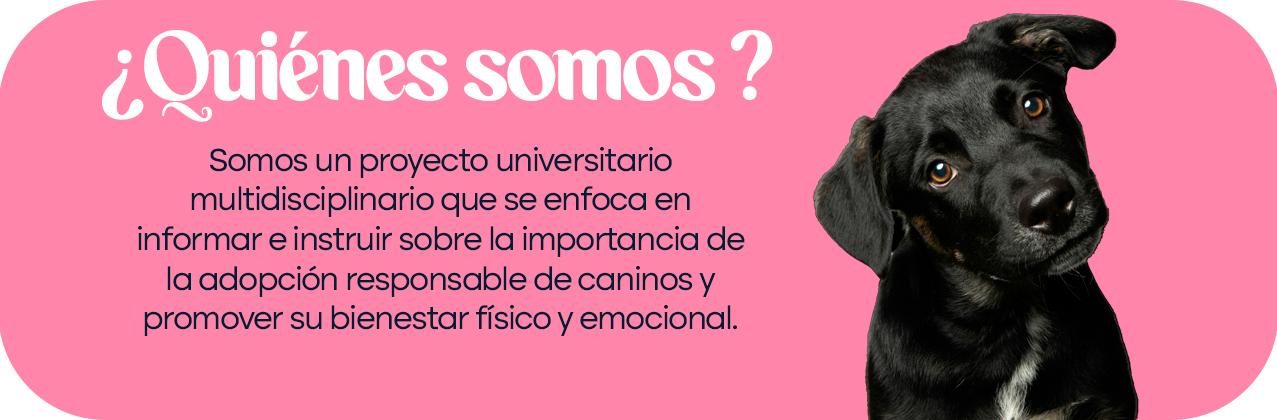 ¿Quiénes somos ?
Somos un proyecto universitario
multidisciplinario que se enfoca en
informar e instruir sobre la importancia de
la adopción responsable de caninos y
promover su bienestar físico y emocional.